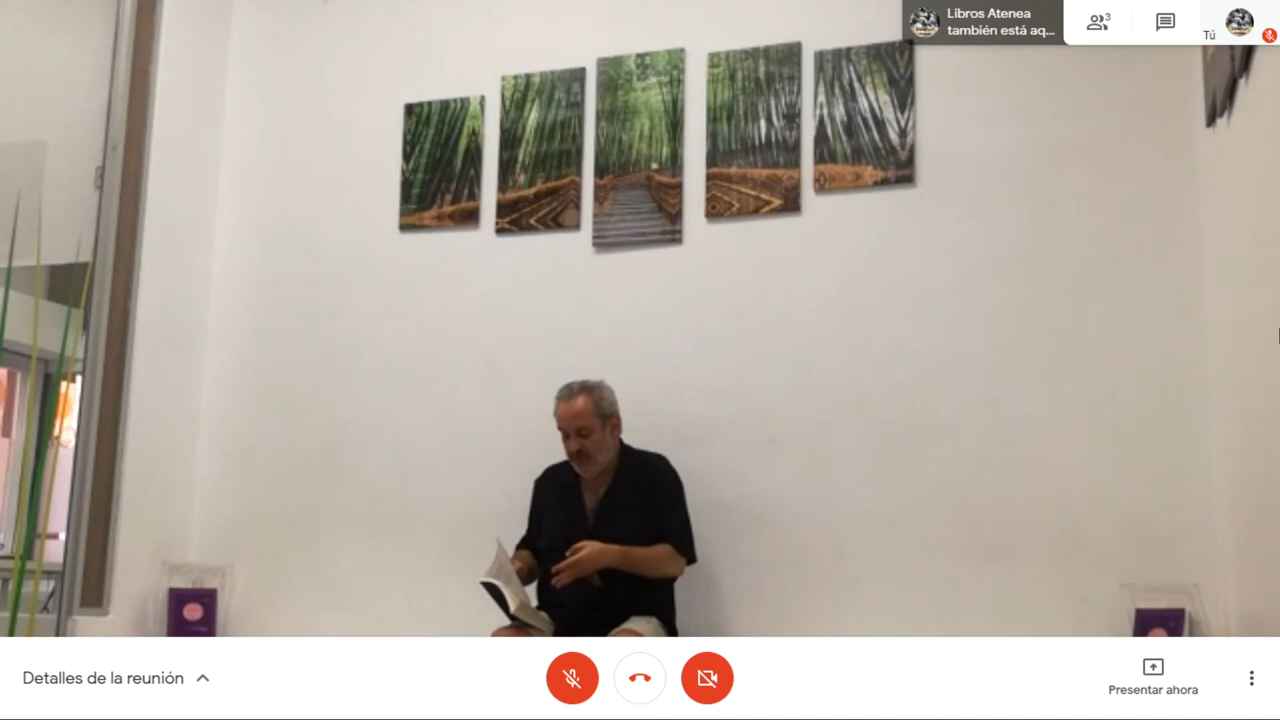 Libros Atenea
también está aq...
3
Tú
Detalles de la reunión
Presentar ahora